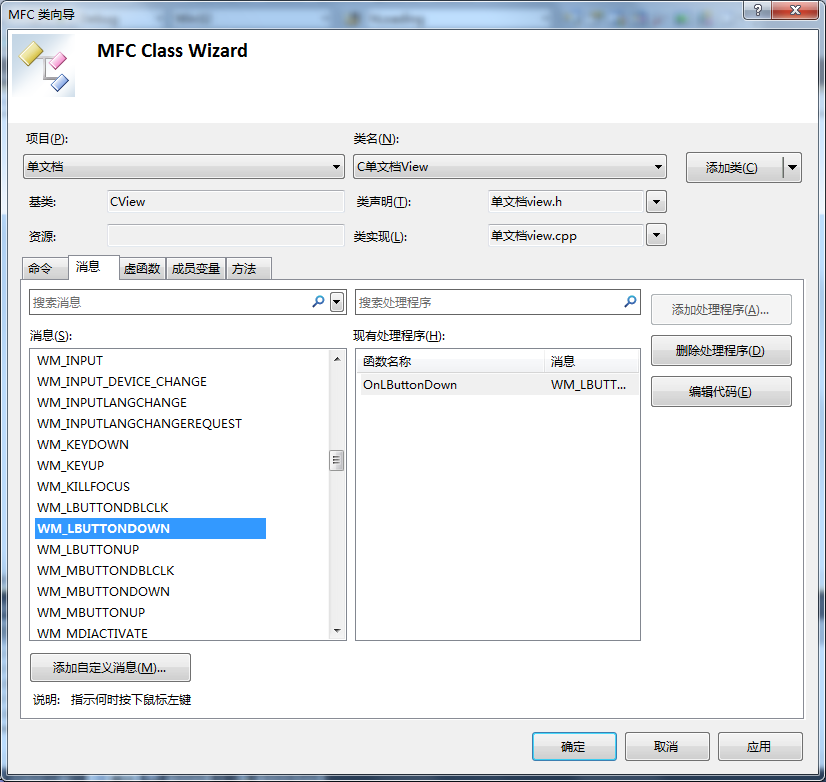 MFC 类向导
MFC Class Wizard
项目(P):
类名(N):
单文档
C单文档View
添加类(C)
基类:
CView
类声明(T):
单文档view.h
资源:
类实现(L):
单文档view.cpp
命令
消息
虚函数
成员变量
方法
搜索消息
搜索处理程序
添加处理程序(A)...
消息(S):
现有处理程序(H):
删除处理程序(D)
编辑代码(E)
函数名称
消息
OnLButtonDown
WM_LBUTT...
WM_INPUT
WM_INPUT_DEVICE_CHANGE
WM_INPUTLANGCHANGE
WM_INPUTLANGCHANGEREQUEST
WM_KEYDOWN
WM_KEYUP
WM_KILLFOCUS
WM_LBUTTONDBLCLK
WM_LBUTTONDOWN
WM_LBUTTONUP
WM_MBUTTONDBLCLK
WM_MBUTTONDOWN
WM_MBUTTONUP
WM_MDIACTIVATE
添加自定义消息(M)...
说明: 指示何时按下鼠标左键
确定
取消
应用